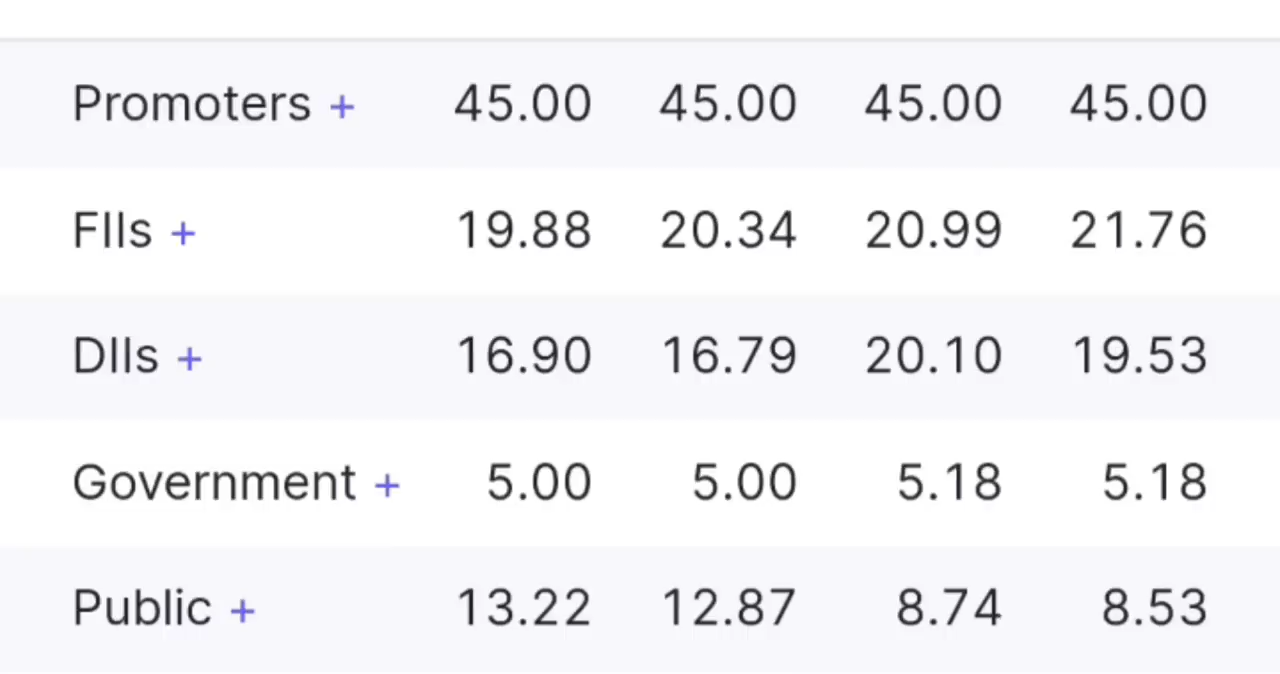 Promoters + 45.00 45.00 45.00 45.00
FIIs + 19.88 20.34 20.99 21.76
DIIs + 16.90 16.79 20.10 19.53
Government + 5.00 5.00 5.18 5.18
Public + 13.22 12.87 8.74 8.53